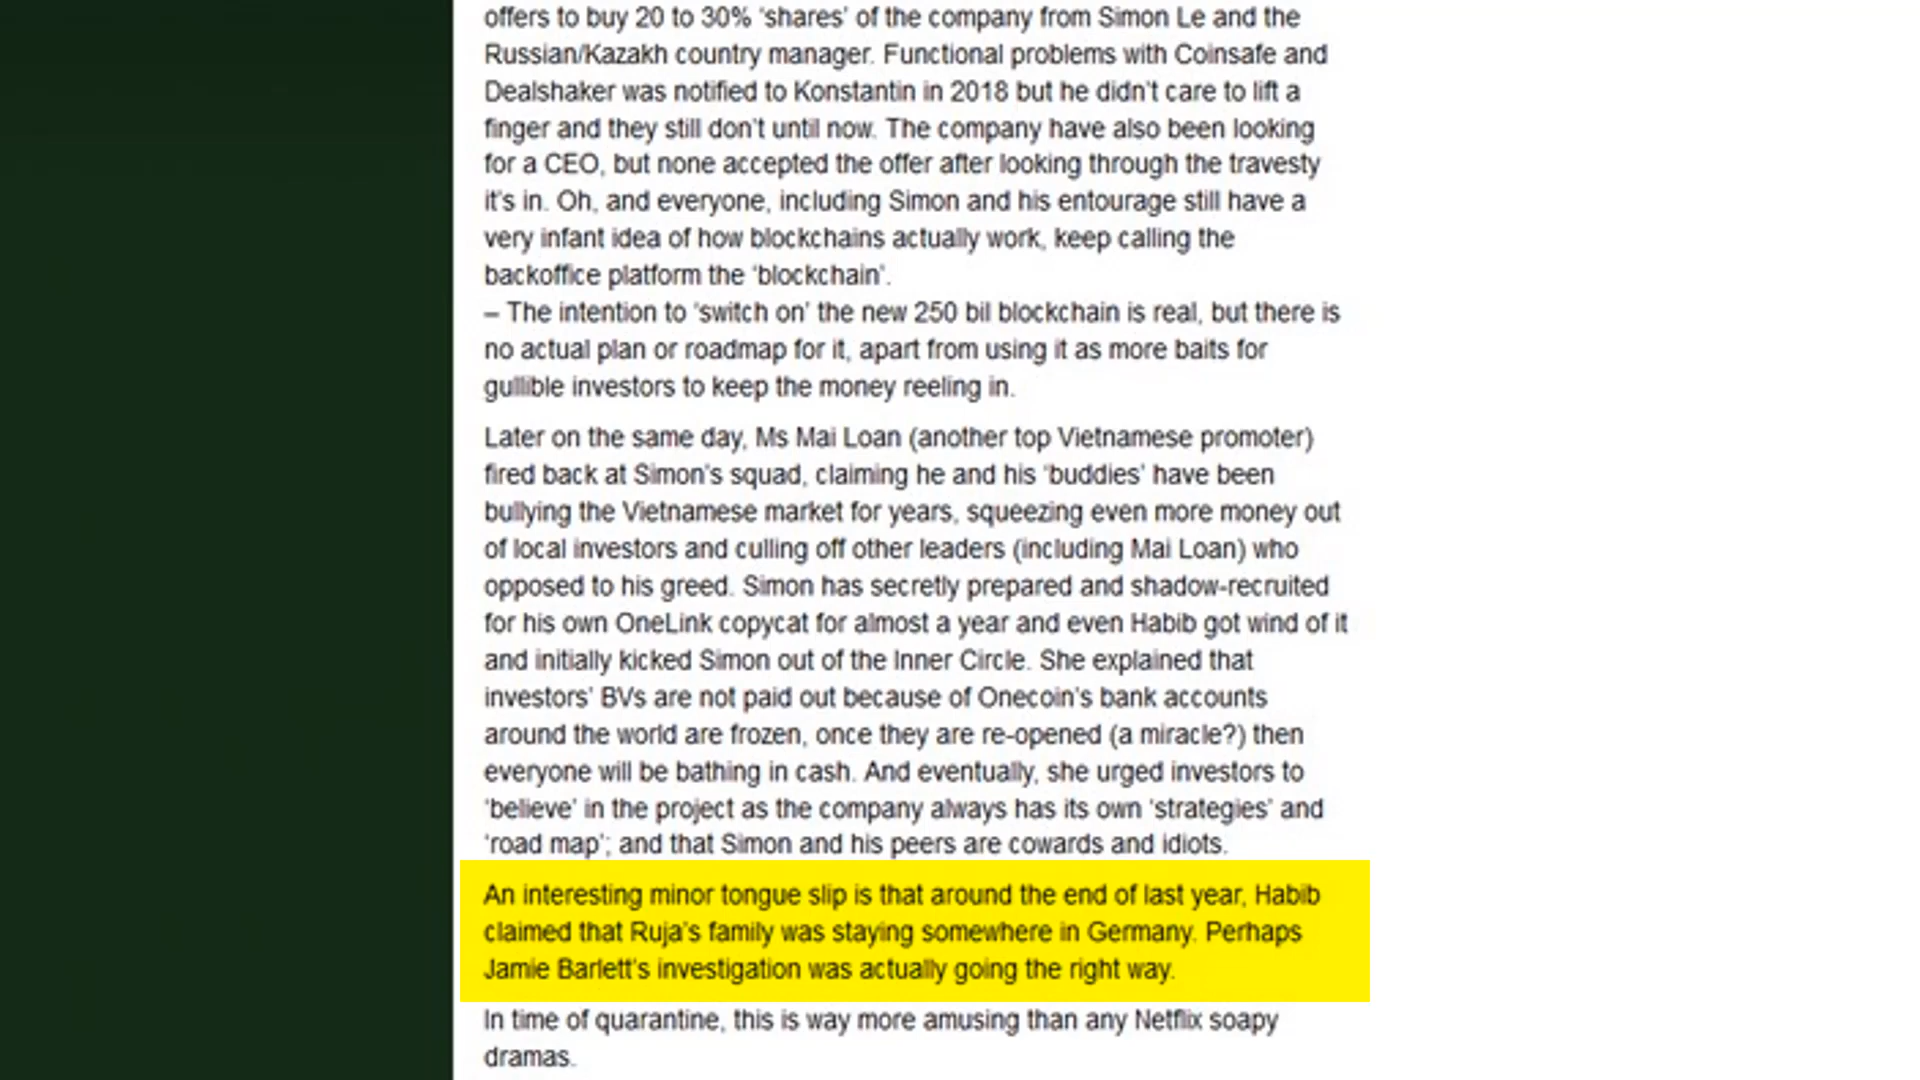 offers to buy 20 to 30% ‘shares’ of the company from Simon Le and the
Russian/Kazakh country manager. Functional problems with Coinsafe and
Dealshaker was notified to Konstantin in 2018 but he didn’t care to lift a
finger and they still don’t until now. The company have also been looking
for a CEO, but none accepted the offer after looking through the travesty
it’s in. Oh, and everyone, including Simon and his entourage still have a
very infant idea of how blockchains actually work, keep calling the
backoffice platform the ‘blockchain’.
– The intention to ‘switch on’ the new 250 bil blockchain is real, but there is
no actual plan or roadmap for it, apart from using it as more baits for
gullible investors to keep the money reeling in.
Later on the same day, Ms Mai Loan (another top Vietnamese promoter)
fired back at Simon’s squad, claiming he and his ‘buddies’ have been
bullying the Vietnamese market for years, squeezing even more money out
of local investors and culling off other leaders (including Mai Loan) who
opposed to his greed. Simon has secretly prepared and shadow-recruited
for his own OneLink copycat for almost a year and even Habib got wind of it
and initially kicked Simon out of the Inner Circle. She explained that
investors’ BVs are not paid out because of Onecoin’s bank accounts
around the world are frozen, once they are re-opened (a miracle?) then
everyone will be bathing in cash. And eventually, she urged investors to
‘believe’ in the project as the company always has its own ‘strategies’ and
‘road map’; and that Simon and his peers are cowards and idiots.
An interesting minor tongue slip is that around the end of last year, Habib
claimed that Ruja’s family was staying somewhere in Germany. Perhaps
Jamie Barlett’s investigation was actually going the right way.
In time of quarantine, this is way more amusing than any Netflix soapy
dramas.